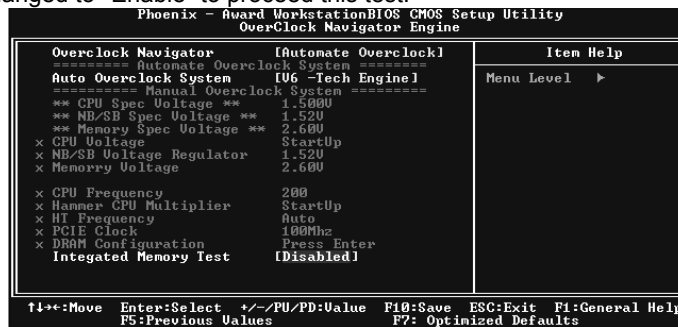 changed to "Enable" to proceed this test.
Phoenix - Award WorkstationBIOS CMOS Setup Utility
OverClock Navigator Engine
Overclock Navigator [Automate Overclock] Item Help
======== Automate Overclock System ========
Auto Overclock System [V6 -Tech Engine] Menu Level ▶
========== Manual Overclock System =========
** CPU Spec Voltage ** 1.500V
** NB/SB Spec Voltage ** 1.52V
** Memory Spec Voltage ** 2.60V
x CPU Voltage StartUp
x NB/SB Voltage Regulator 1.52V
x Memorry Voltage 2.60V
x CPU Frequency 200
x Hammer CPU Multiplier StartUp
x HT Frequency Auto
x PCIE Clock 100Mhz
x DRAM Configuration Press Enter
Integated Memory Test [Disabled]
↑↓→←:Move Enter:Select +/-/PU/PD:Value F10:Save ESC:Exit F1:General Help
F5:Previous Values F7: Optimized Defaults